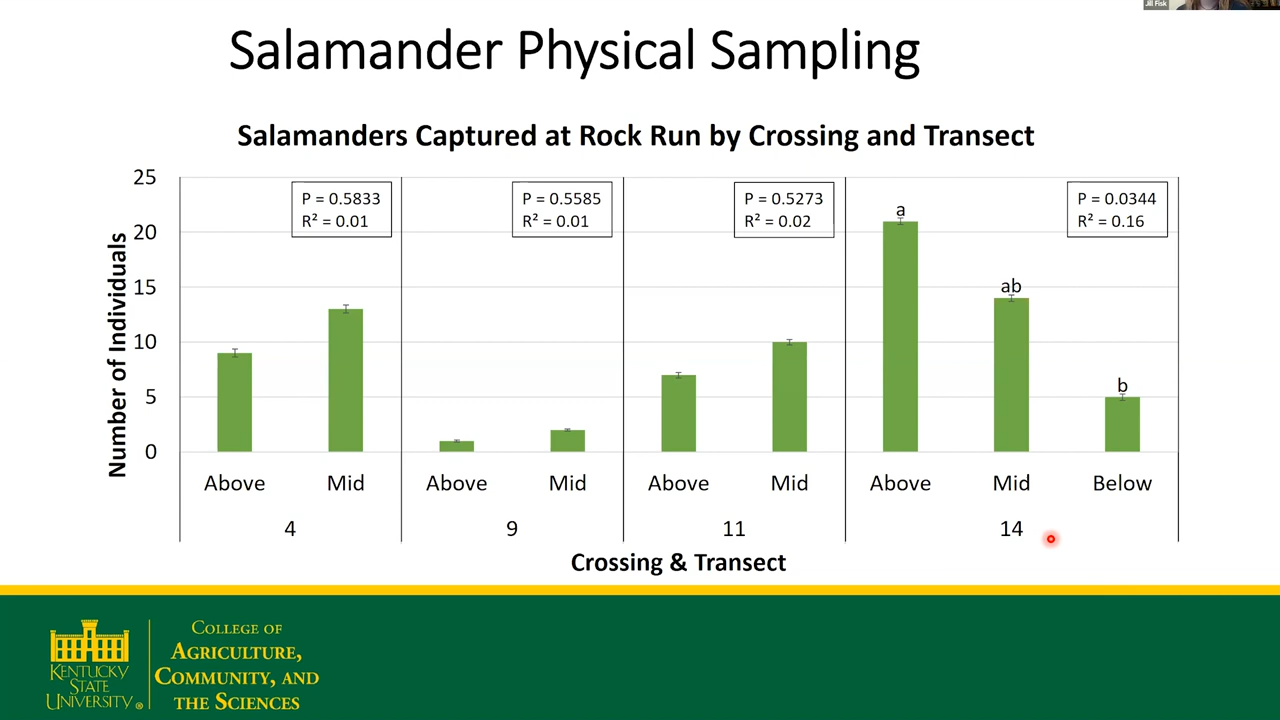 Jill Fisk
Salamander Physical Sampling
Salamanders Captured at Rock Run by Crossing and Transect
Number of Individuals
25
20
15
10
5
0
P = 0.5833
R² = 0.01
P = 0.5585
R² = 0.01
P = 0.5273
R² = 0.02
P = 0.0344
R² = 0.16
a
ab
b
Above Mid Above Mid Above Mid Above Mid Below
4 9 11 14
Crossing & Transect
KENTUCKY
STATE
UNIVERSITY®
COLLEGE OF
AGRICULTURE,
COMMUNITY, AND
THE SCIENCES